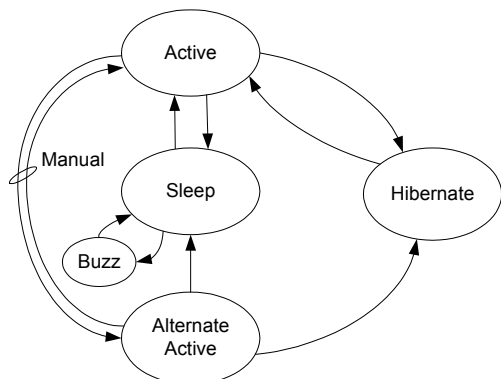 Active
Manual
Sleep
Hibernate
Buzz
Alternate
Active